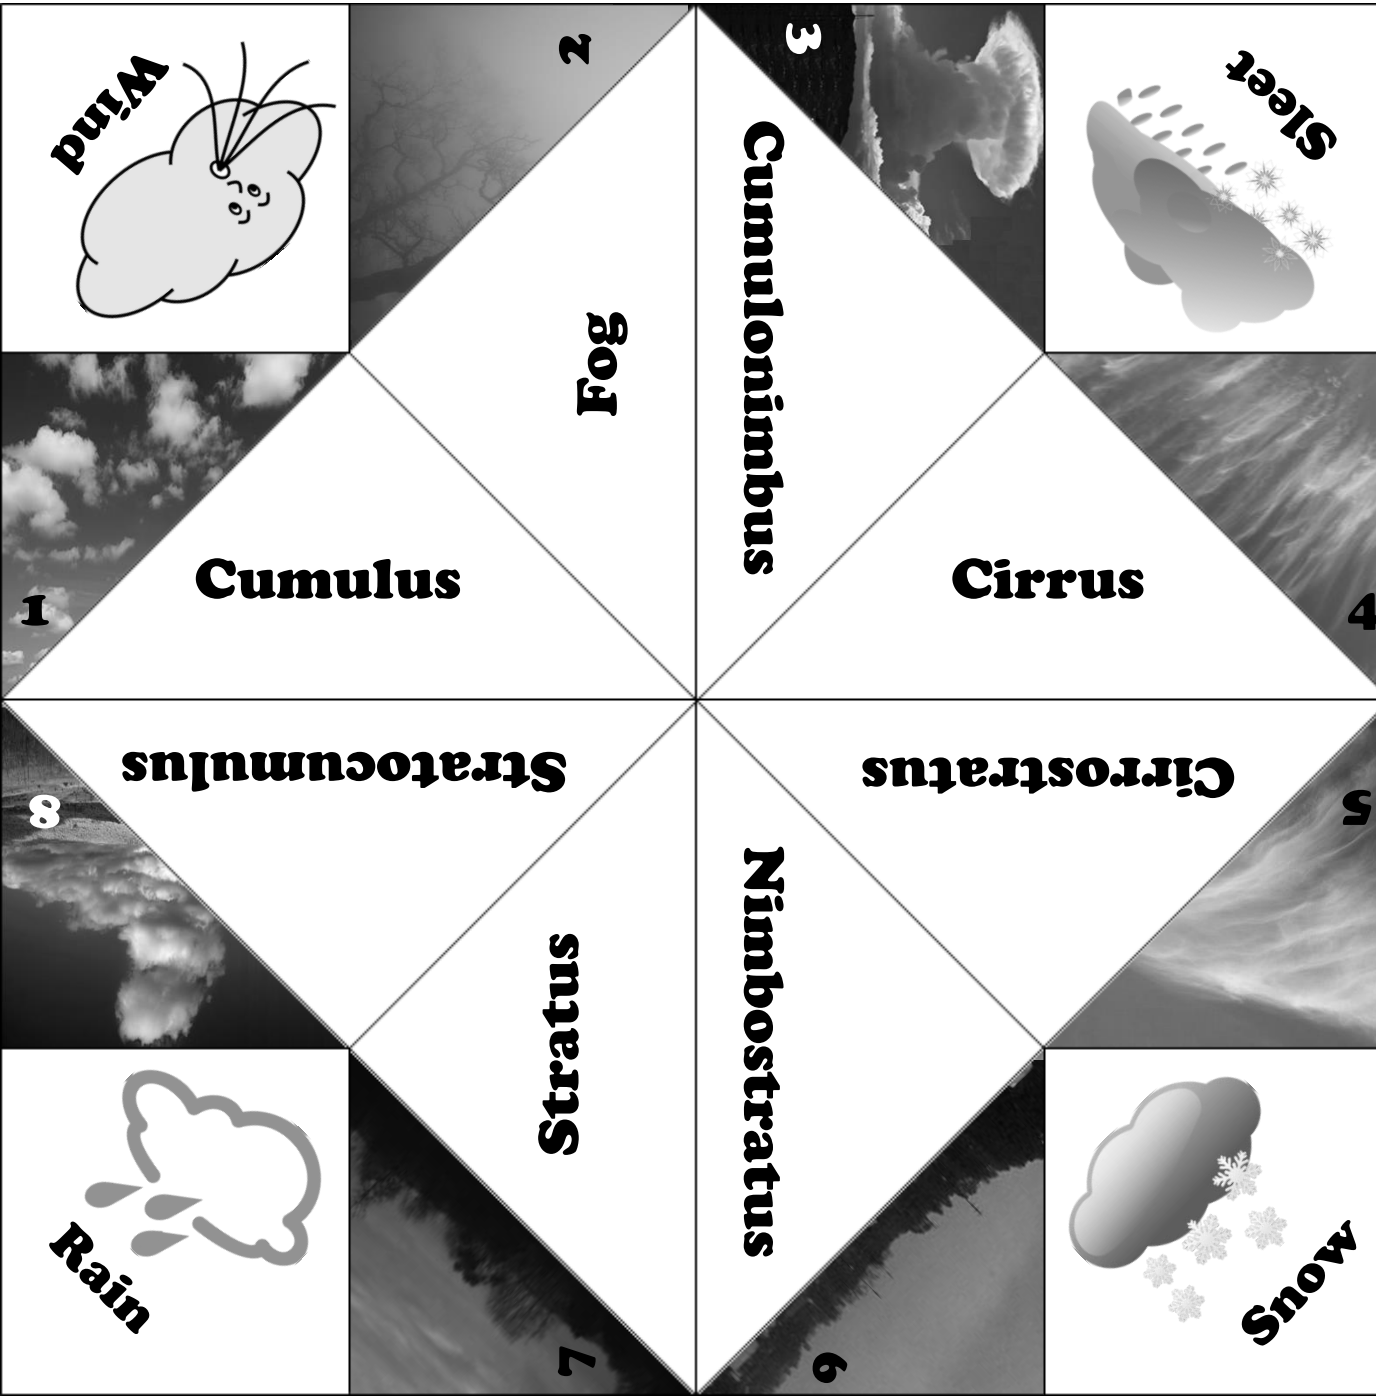 Wind
2
3
Sleet
Fog
Cumulonimbus
1
Cumulus
Cirrus
4
8
Stratocumulus
Cirrostratus
5
Stratus
Nimbostratus
Rain
7
6
Snow